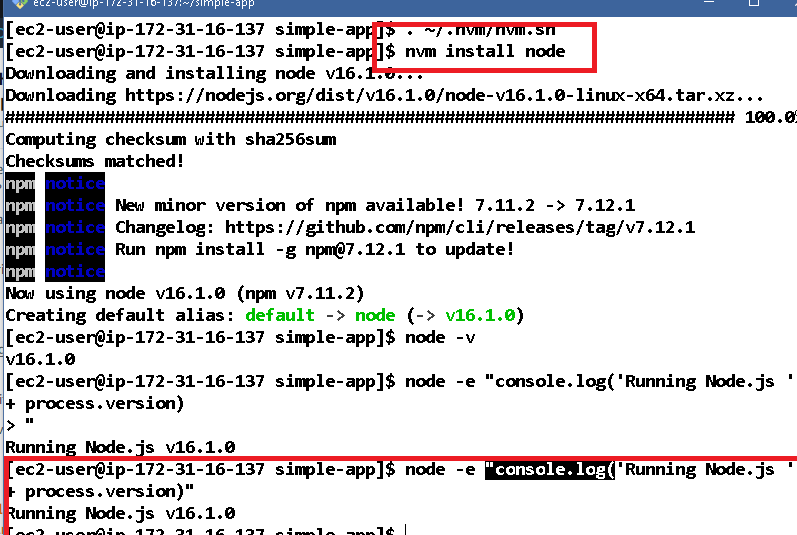 ec2-user@ip-172-31-16-137:~/simple-app
[ec2-user@ip-172-31-16-137 simple-app]$ . ~/.nvm/nvm.sh
[ec2-user@ip-172-31-16-137 simple-app]$ nvm install node
Downloading and installing node v16.1.0...
Downloading https://nodejs.org/dist/v16.1.0/node-v16.1.0-linux-x64.tar.xz...
######################################################################### 100.0%
Computing checksum with sha256sum
Checksums matched!
npm notice
npm notice New minor version of npm available! 7.11.2 -> 7.12.1
npm notice Changelog: https://github.com/npm/cli/releases/tag/v7.12.1
npm notice Run npm install -g npm@7.12.1 to update!
npm notice
Now using node v16.1.0 (npm v7.11.2)
Creating default alias: default -> node (-> v16.1.0)
[ec2-user@ip-172-31-16-137 simple-app]$ node -v
v16.1.0
[ec2-user@ip-172-31-16-137 simple-app]$ node -e "console.log('Running Node.js '
+ process.version)
> "
Running Node.js v16.1.0
[ec2-user@ip-172-31-16-137 simple-app]$ node -e "console.log('Running Node.js '
+ process.version)"
Running Node.js v16.1.0
[ec2-user@ip-172-31-16-137 simple-app]$